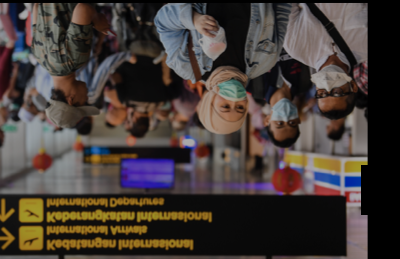 Kedatangan Internasional
International Arrivals
Keberangkatan Internasional
International Departures